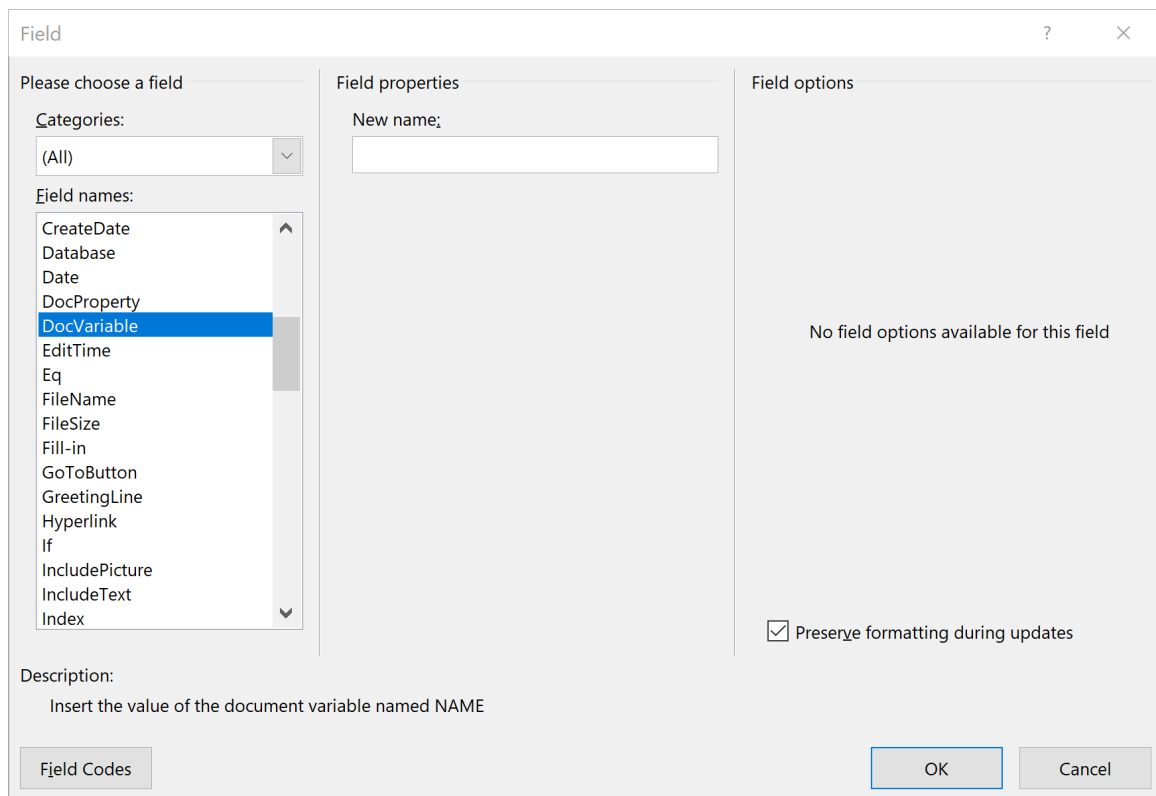 Field
?
Please choose a field
Categories:
(All)
Field names:
CreateDate
Database
Date
DocProperty
DocVariable
EditTime
Eq
FileName
FileSize
Fill-in
GoToButton
GreetingLine
Hyperlink
If
IncludePicture
IncludeText
Index
Field properties
New name:
Field options
No field options available for this field
Preserve formatting during updates
Description:
Insert the value of the document variable named NAME
Field Codes
OK
Cancel